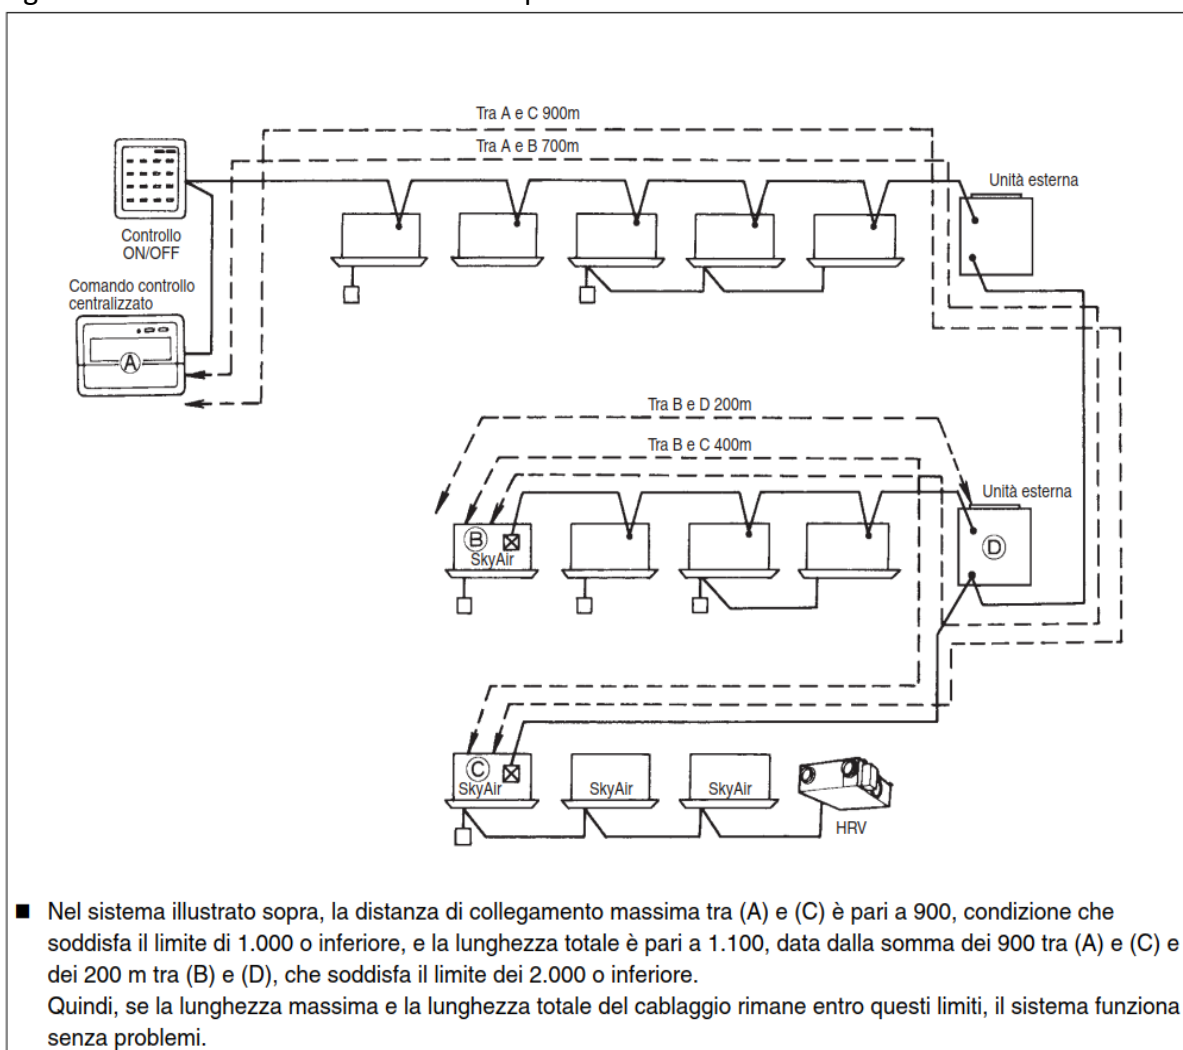 Tra A e C 900m
Tra A e B 700m
Unità esterna
Controllo
ON/OFF
Comando controllo
centralizzato
A
Tra B e D 200m
Tra B e C 400m
Unità esterna
B
SkyAir
D
C
SkyAir
SkyAir
SkyAir
HRV
■ Nel sistema illustrato sopra, la distanza di collegamento massima tra (A) e (C) è pari a 900, condizione che
soddisfa il limite di 1.000 o inferiore, e la lunghezza totale è pari a 1.100, data dalla somma dei 900 tra (A) e (C) e
dei 200 m tra (B) e (D), che soddisfa il limite dei 2.000 o inferiore.
Quindi, se la lunghezza massima e la lunghezza totale del cablaggio rimane entro questi limiti, il sistema funziona
senza problemi.